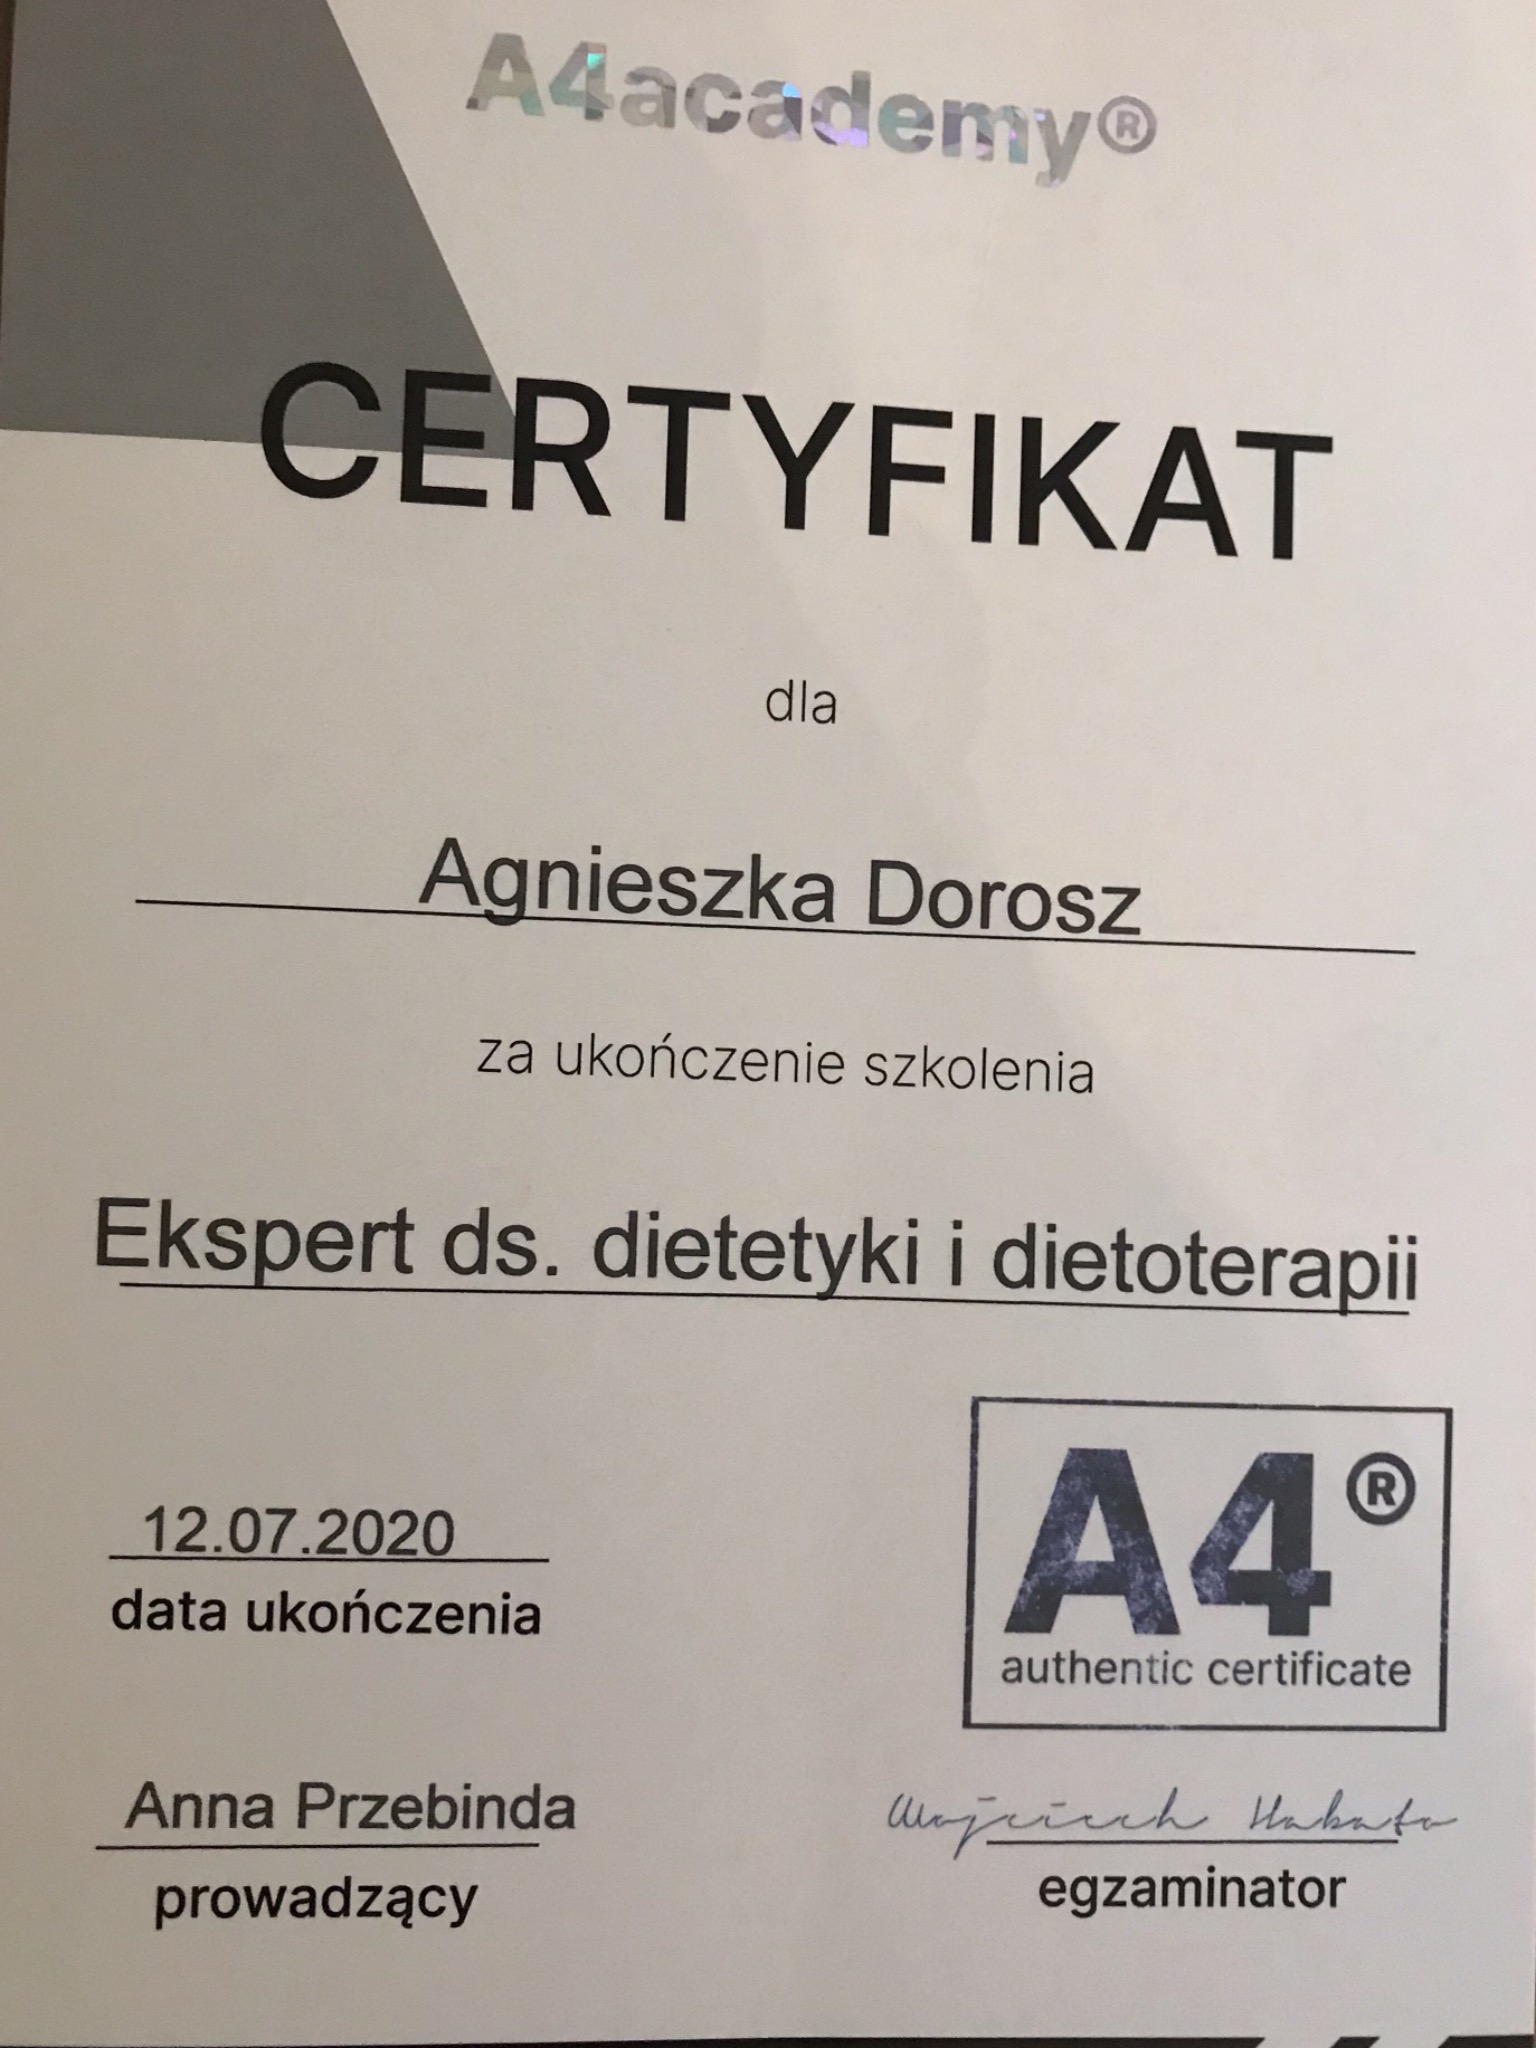 A4academy®
CERTYFIKAT
dla
Agnieszka Dorosz
za ukończenie szkolenia
Ekspert ds. dietetyki i dietoterapii
A4®
authentic certificate
12.07.2020
data ukończenia
Anna Przebinda
prowadzący
Wojciech
egzaminator